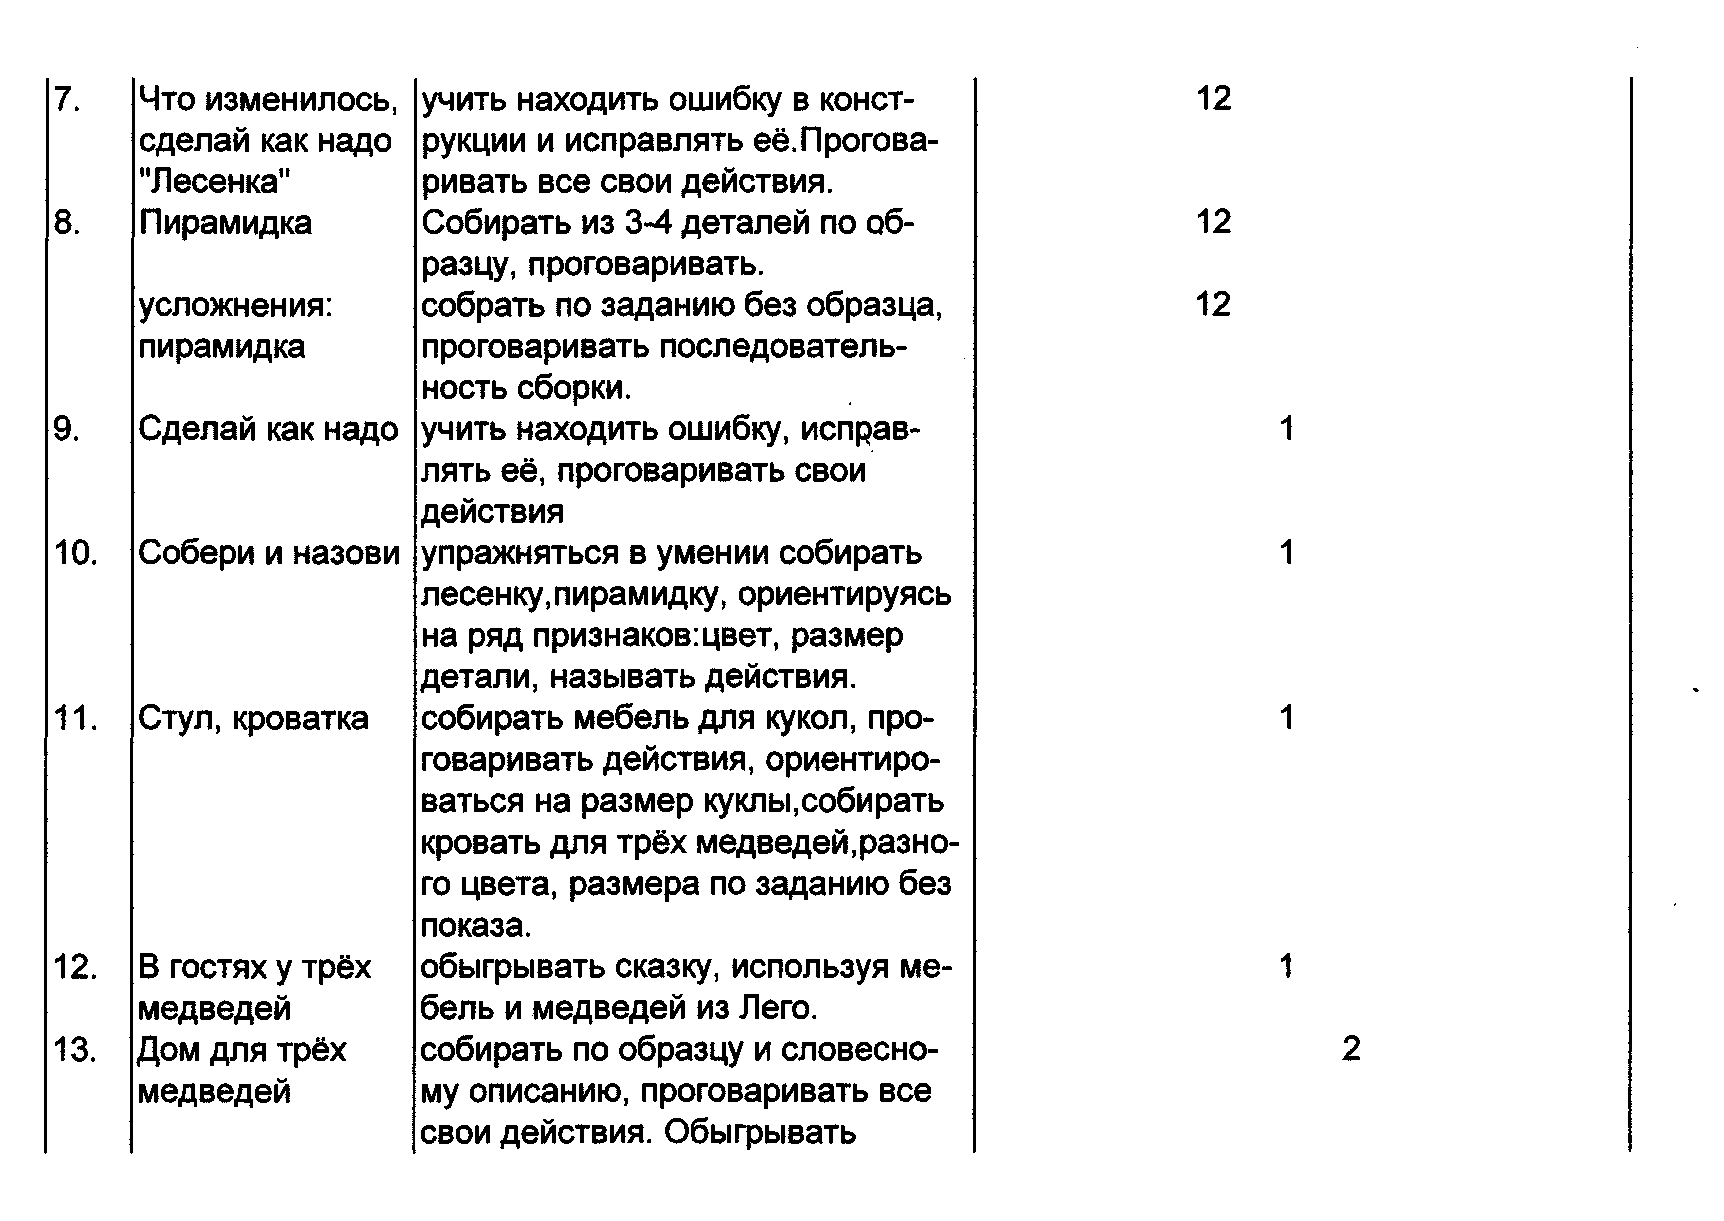 7. Что изменилось, учить находить ошибку в конст- 12
сделай как надо рукции и исправлять её.Прогова-
"Лесенка" ривать все свои действия.
8. Пирамидка Собирать из 3-4 деталей по об- 12
разцу, проговаривать.
усложнения: собрать по заданию без образца, 12
пирамидка проговаривать последователь-
ность сборки.
9. Сделай как надо учить находить ошибку, исправ- 1
лять её, проговаривать свои
действия
10. Собери и назови упражняться в умении собирать 1
лесенку,пирамидку, ориентируясь
на ряд признаков:цвет, размер
детали, называть действия.
11. Стул, кроватка собирать мебель для кукол, про- 1
говаривать действия, ориентиро-
ваться на размер куклы,собирать
кровать для трёх медведей,разно-
го цвета, размера по заданию без
показа.
12. В гостях у трёх обыгрывать сказку, используя ме- 1
медведей бель и медведей из Лего.
13. Дом для трёх собирать по образцу и словесно- 2
медведей му описанию, проговаривать все
свои действия. Обыгрывать